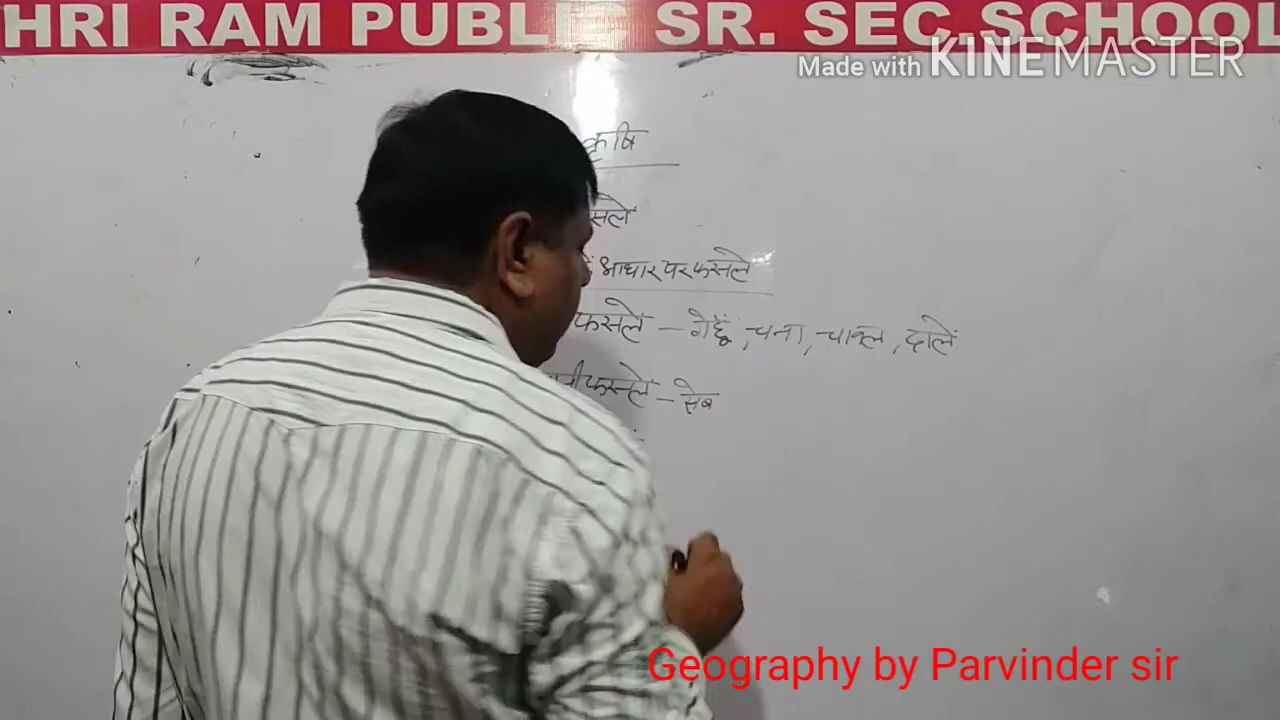 HRI RAM PUBL SR. SEC.SCHOOL
Made with KINEMASTER
कृषि
सलें
आधार पर फसलें
फसलें - गेहूँ, चना, चावल, दालें
फसलें - सेब
Geography by Parvinder sir